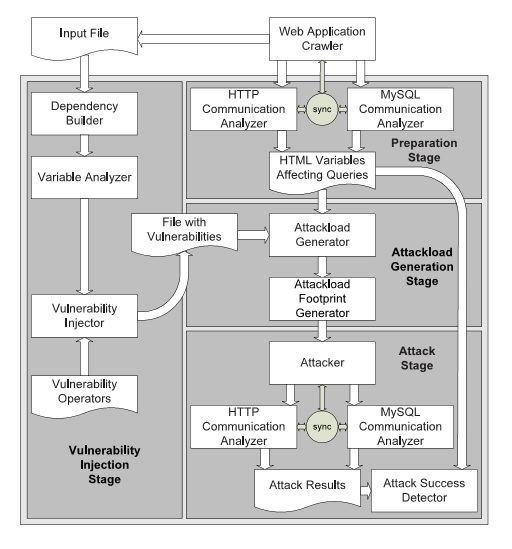 Input File
Web Application
Crawler
Dependency
Builder
Variable Analyzer
Vulnerability
Injector
Vulnerability
Operators
Vulnerability
Injection
Stage
HTTP
Communication
Analyzer
sync
MySQL
Communication
Analyzer
Preparation
Stage
HTML Variables
Affecting Queries
File with
Vulnerabilities
Attackload
Generator
Attackload
Generation
Stage
Attackload
Footprint
Generator
Attacker
Attack
Stage
HTTP
Communication
Analyzer
sync
MySQL
Communication
Analyzer
Attack Results
Attack Success
Detector